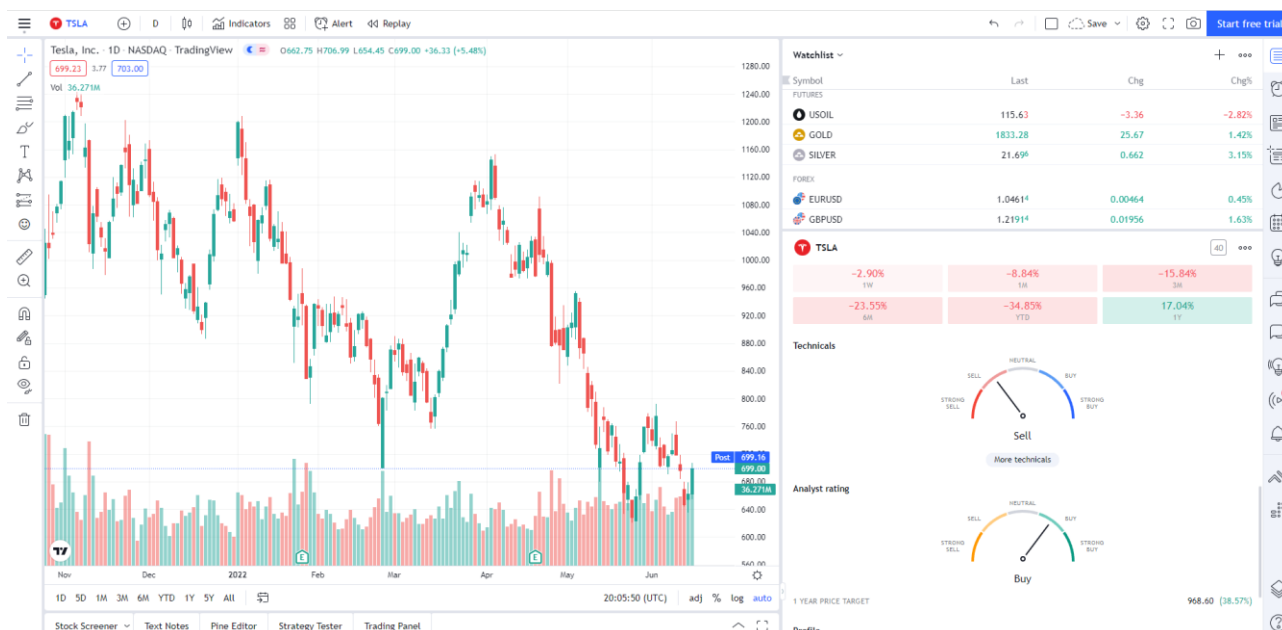 TSLA D Indicators Alert Replay Save Start free trial
Tesla, Inc. · 1D · NASDAQ · TradingView O662.75 H706.99 L654.45 C699.00 +36.33 (+5.48%)
699.23 3.77 703.00
Vol 36.271M
1280.00
1240.00
1200.00
1160.00
1120.00
1080.00
1040.00
1000.00
960.00
920.00
880.00
840.00
800.00
760.00
Post 699.16
699.00
680.00
36.271M
640.00
600.00
560.00
E E
Nov Dec 2022 Feb Mar Apr May Jun
1D 5D 1M 3M 6M YTD 1Y 5Y All 20:05:50 (UTC) adj % log auto
Stock Screener Text Notes Pine Editor Strategy Tester Trading Panel
Watchlist
Symbol Last Chg Chg%
FUTURES
USOIL 115.63 −3.36 −2.82%
GOLD 1833.28 25.67 1.42%
SILVER 21.696 0.662 3.15%
FOREX
EURUSD 1.04614 0.00464 0.45%
GBPUSD 1.21914 0.01956 1.63%
TSLA 40
−2.90% −8.84% −15.84%
1W 1M 3M
−23.55% −34.85% 17.04%
6M YTD 1Y
Technicals
NEUTRAL
SELL BUY
STRONG SELL STRONG BUY
Sell
More technicals
Analyst rating
NEUTRAL
SELL BUY
STRONG SELL STRONG BUY
Buy
1 YEAR PRICE TARGET 968.60 (38.57%)
Profile